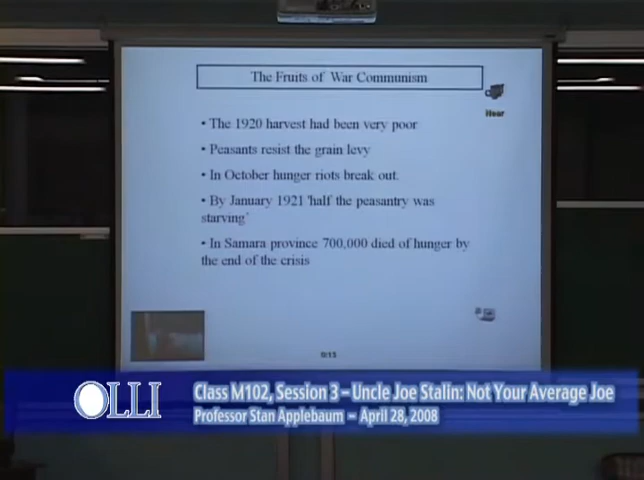 The Fruits of War Communism
Hour
• The 1920 harvest had been very poor
• Peasants resist the grain levy
• In October hunger riots break out.
• By January 1921 'half the peasantry was
starving'
• In Samara province 700,000 died of hunger by
the end of the crisis
0:13
OLLI
Class M102, Session 3 – Uncle Joe Stalin: Not Your Average Joe
Professor Stan Applebaum – April 28, 2008